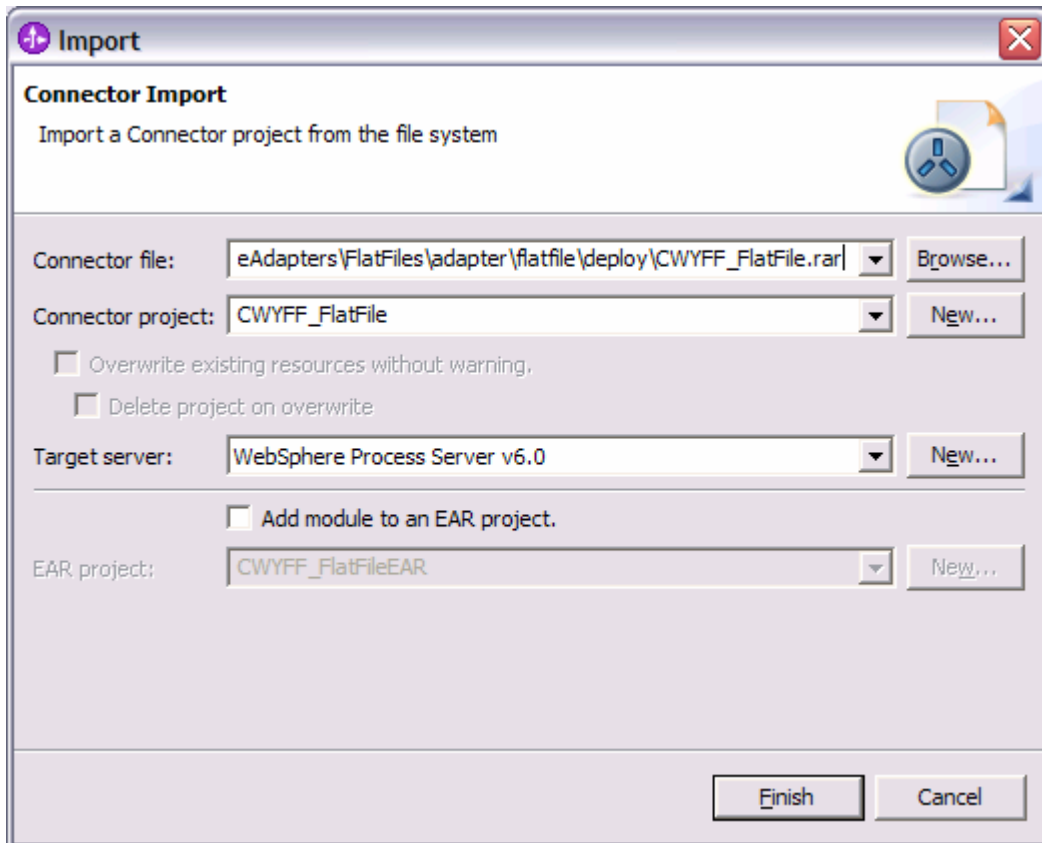 Import
Connector Import
Import a Connector project from the file system
Connector file: eAdapters\FlatFiles\adapter\flatfile\deploy\CWYFF_FlatFile.rar Browse...
Connector project: CWYFF_FlatFile New...
Overwrite existing resources without warning.
Delete project on overwrite
Target server: WebSphere Process Server v6.0 New...
Add module to an EAR project.
EAR project: CWYFF_FlatFileEAR New...
Finish Cancel